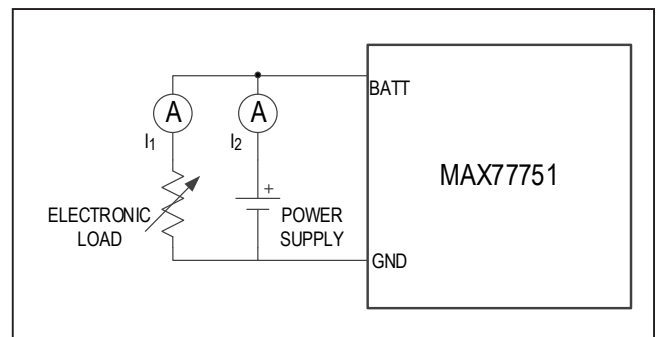 BATT
A
A
I1
I2
MAX77751
+
ELECTRONIC
LOAD
POWER
SUPPLY
GND